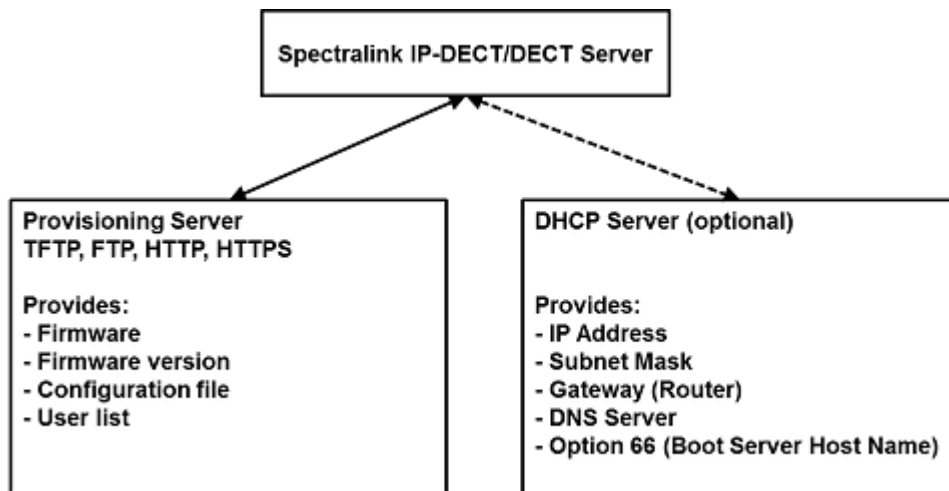 Spectralink IP-DECT/DECT Server
Provisioning Server
TFTP, FTP, HTTP, HTTPS
Provides:
- Firmware
- Firmware version
- Configuration file
- User list
DHCP Server (optional)
Provides:
- IP Address
- Subnet Mask
- Gateway (Router)
- DNS Server
- Option 66 (Boot Server Host Name)